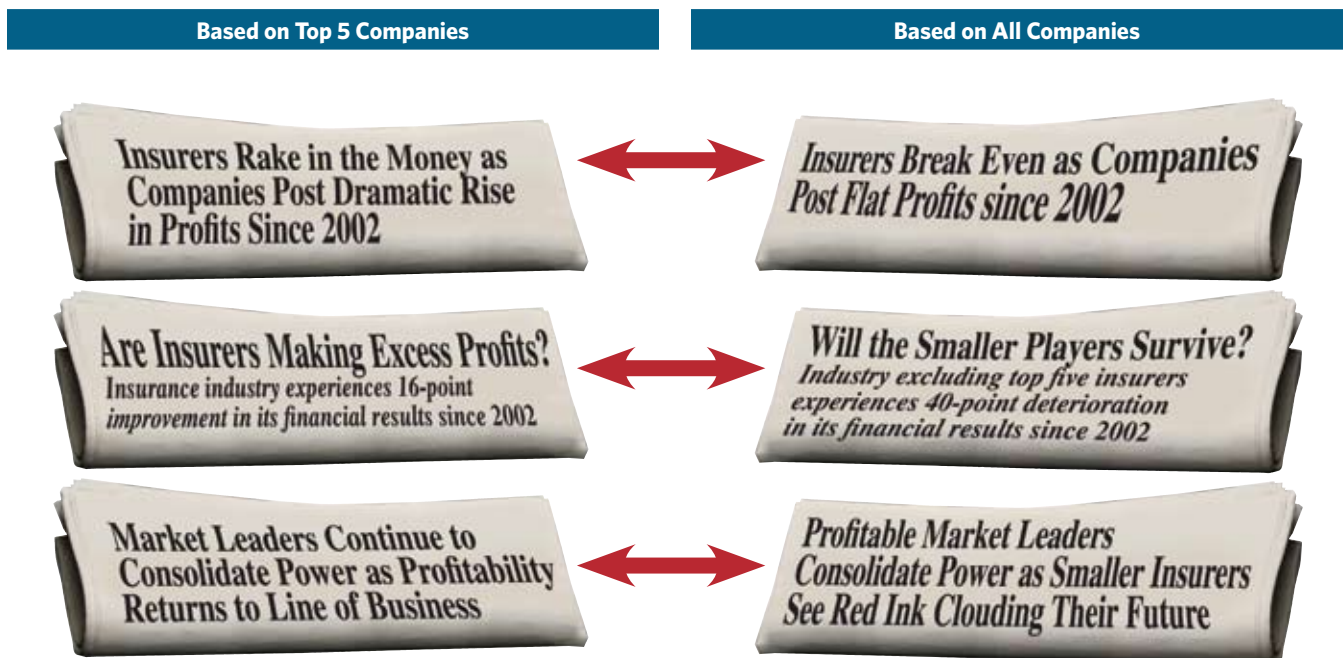 Based on Top 5 Companies
Based on All Companies
Insurers Rake in the Money as
Companies Post Dramatic Rise
in Profits Since 2002
Insurers Break Even as Companies
Post Flat Profits since 2002
Are Insurers Making Excess Profits?
Insurance industry experiences 16-point
improvement in its financial results since 2002
Will the Smaller Players Survive?
Industry excluding top five insurers
experiences 40-point deterioration
in its financial results since 2002
Market Leaders Continue to
Consolidate Power as Profitability
Returns to Line of Business
Profitable Market Leaders
Consolidate Power as Smaller Insurers
See Red Ink Clouding Their Future